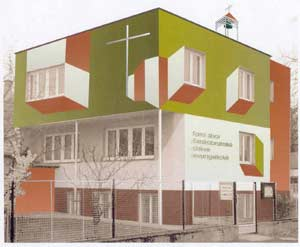 Farní sbor
Českobratrské
církve
evangelické